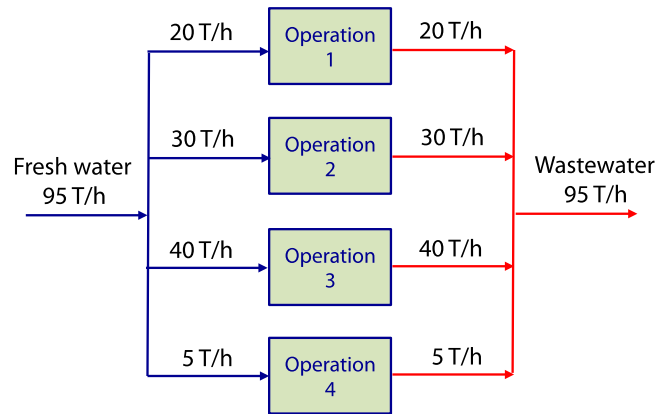 20 T/h
Operation
1
20 T/h
30 T/h
Operation
2
30 T/h
Fresh water
95 T/h
Wastewater
95 T/h
40 T/h
Operation
3
40 T/h
5 T/h
Operation
4
5 T/h